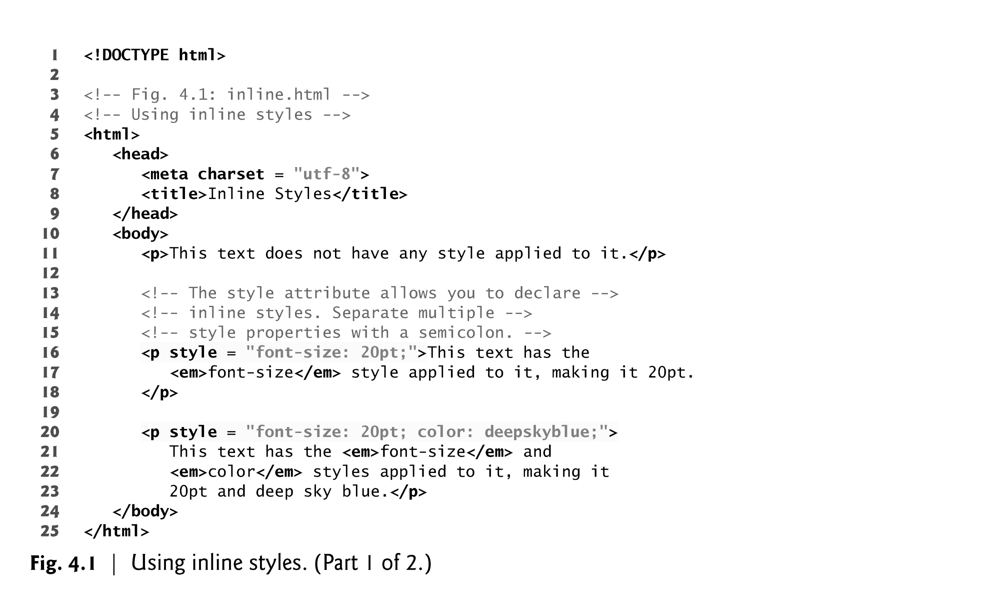 1 <!DOCTYPE html>
2
3 <!-- Fig. 4.1: inline.html -->
4 <!-- Using inline styles -->
5 <html>
6    <head>
7       <meta charset = "utf-8">
8       <title>Inline Styles</title>
9    </head>
10    <body>
11       <p>This text does not have any style applied to it.</p>
12
13       <!-- The style attribute allows you to declare -->
14       <!-- inline styles. Separate multiple -->
15       <!-- style properties with a semicolon. -->
16       <p style = "font-size: 20pt;">This text has the
17          <em>font-size</em> style applied to it, making it 20pt.
18       </p>
19
20       <p style = "font-size: 20pt; color: deepskyblue;">
21          This text has the <em>font-size</em> and
22          <em>color</em> styles applied to it, making it
23          20pt and deep sky blue.</p>
24    </body>
25 </html>
Fig. 4.1 | Using inline styles. (Part 1 of 2.)